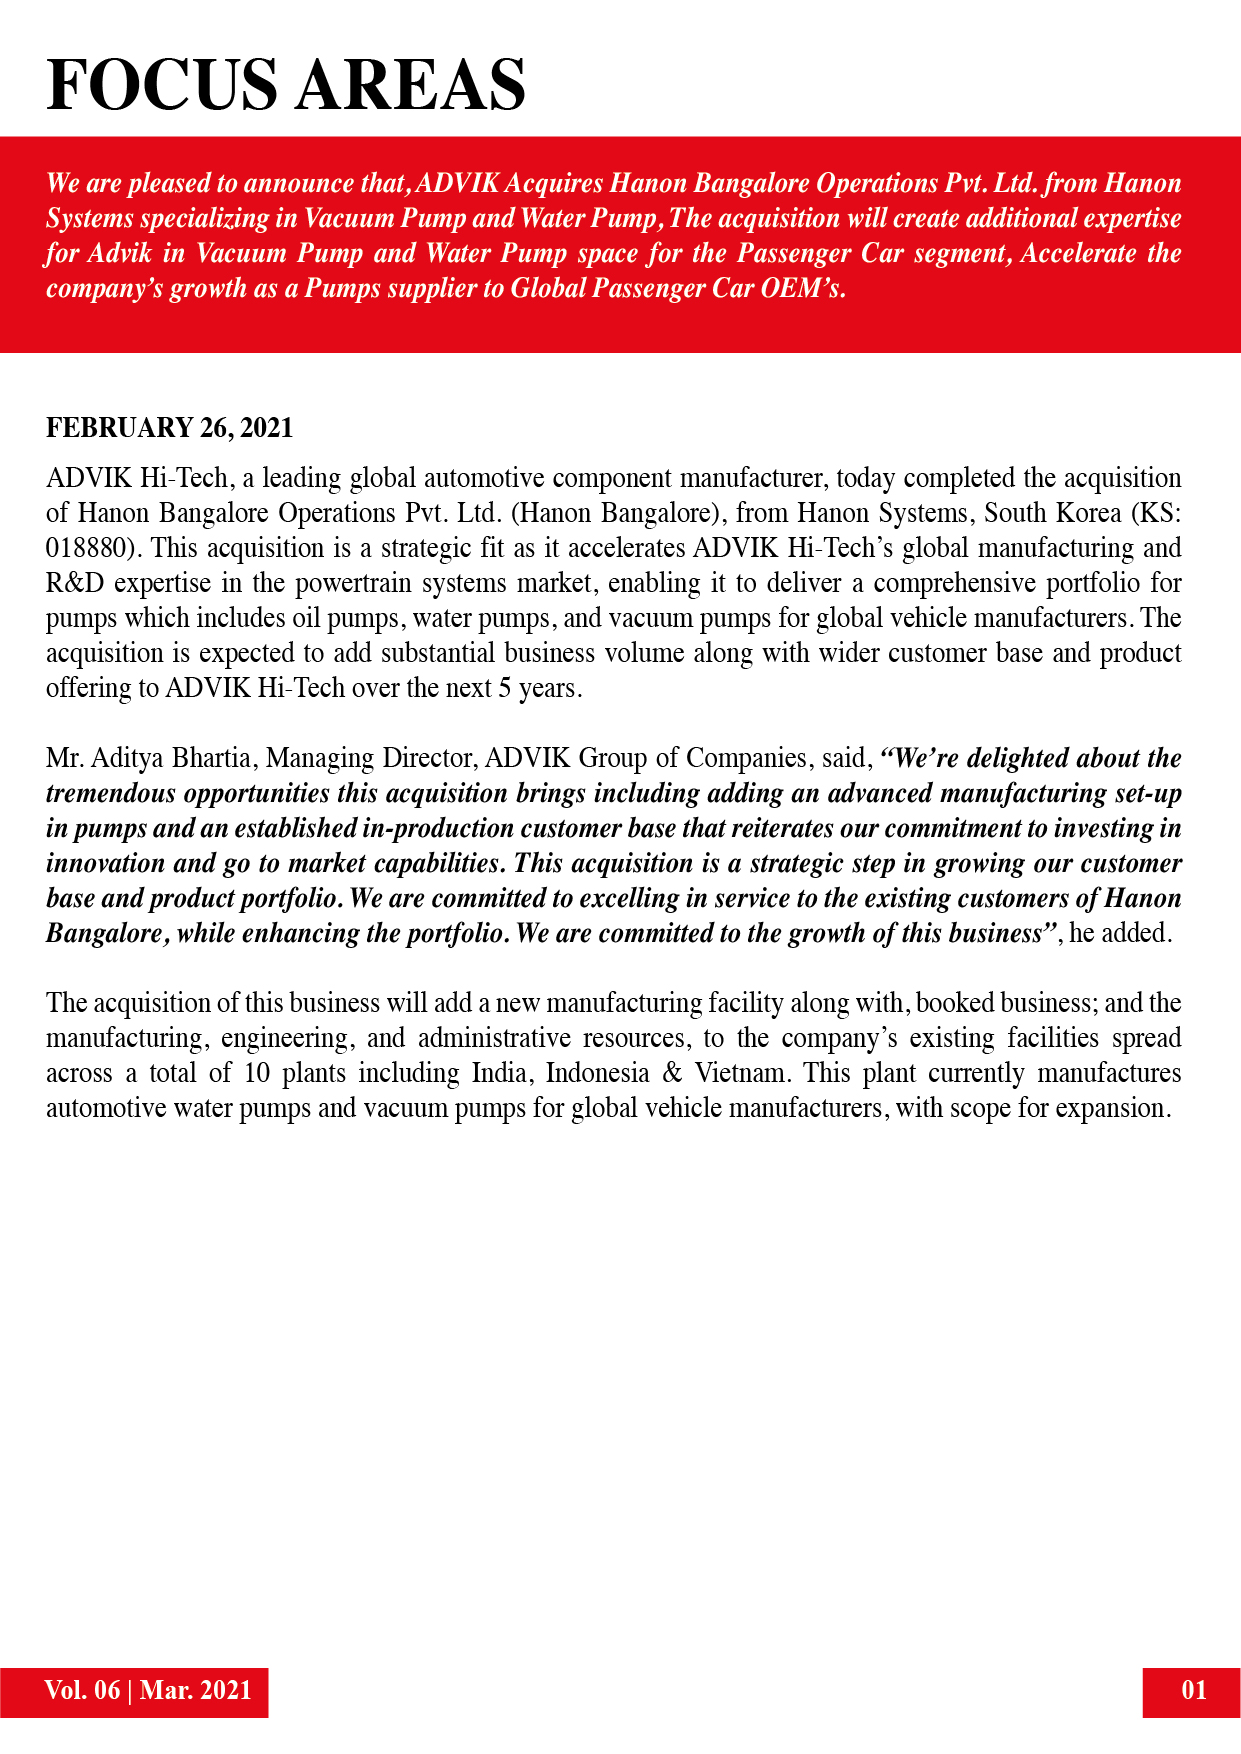 FOCUS AREAS
We are pleased to announce that, ADVIK Acquires Hanon Bangalore Operations Pvt. Ltd. from Hanon
Systems specializing in Vacuum Pump and Water Pump, The acquisition will create additional expertise
for Advik in Vacuum Pump and Water Pump space for the Passenger Car segment, Accelerate the
company’s growth as a Pumps supplier to Global Passenger Car OEM’s.
FEBRUARY 26, 2021
ADVIK Hi-Tech, a leading global automotive component manufacturer, today completed the acquisition
of Hanon Bangalore Operations Pvt. Ltd. (Hanon Bangalore), from Hanon Systems, South Korea (KS:
018880). This acquisition is a strategic fit as it accelerates ADVIK Hi-Tech’s global manufacturing and
R&D expertise in the powertrain systems market, enabling it to deliver a comprehensive portfolio for
pumps which includes oil pumps, water pumps, and vacuum pumps for global vehicle manufacturers. The
acquisition is expected to add substantial business volume along with wider customer base and product
offering to ADVIK Hi-Tech over the next 5 years.
Mr. Aditya Bhartia, Managing Director, ADVIK Group of Companies, said, “We’re delighted about the
tremendous opportunities this acquisition brings including adding an advanced manufacturing set-up
in pumps and an established in-production customer base that reiterates our commitment to investing in
innovation and go to market capabilities. This acquisition is a strategic step in growing our customer
base and product portfolio. We are committed to excelling in service to the existing customers of Hanon
Bangalore, while enhancing the portfolio. We are committed to the growth of this business”, he added.
The acquisition of this business will add a new manufacturing facility along with, booked business; and the
manufacturing, engineering, and administrative resources, to the company’s existing facilities spread
across a total of 10 plants including India, Indonesia & Vietnam. This plant currently manufactures
automotive water pumps and vacuum pumps for global vehicle manufacturers, with scope for expansion.
Vol. 06 | Mar. 2021
01